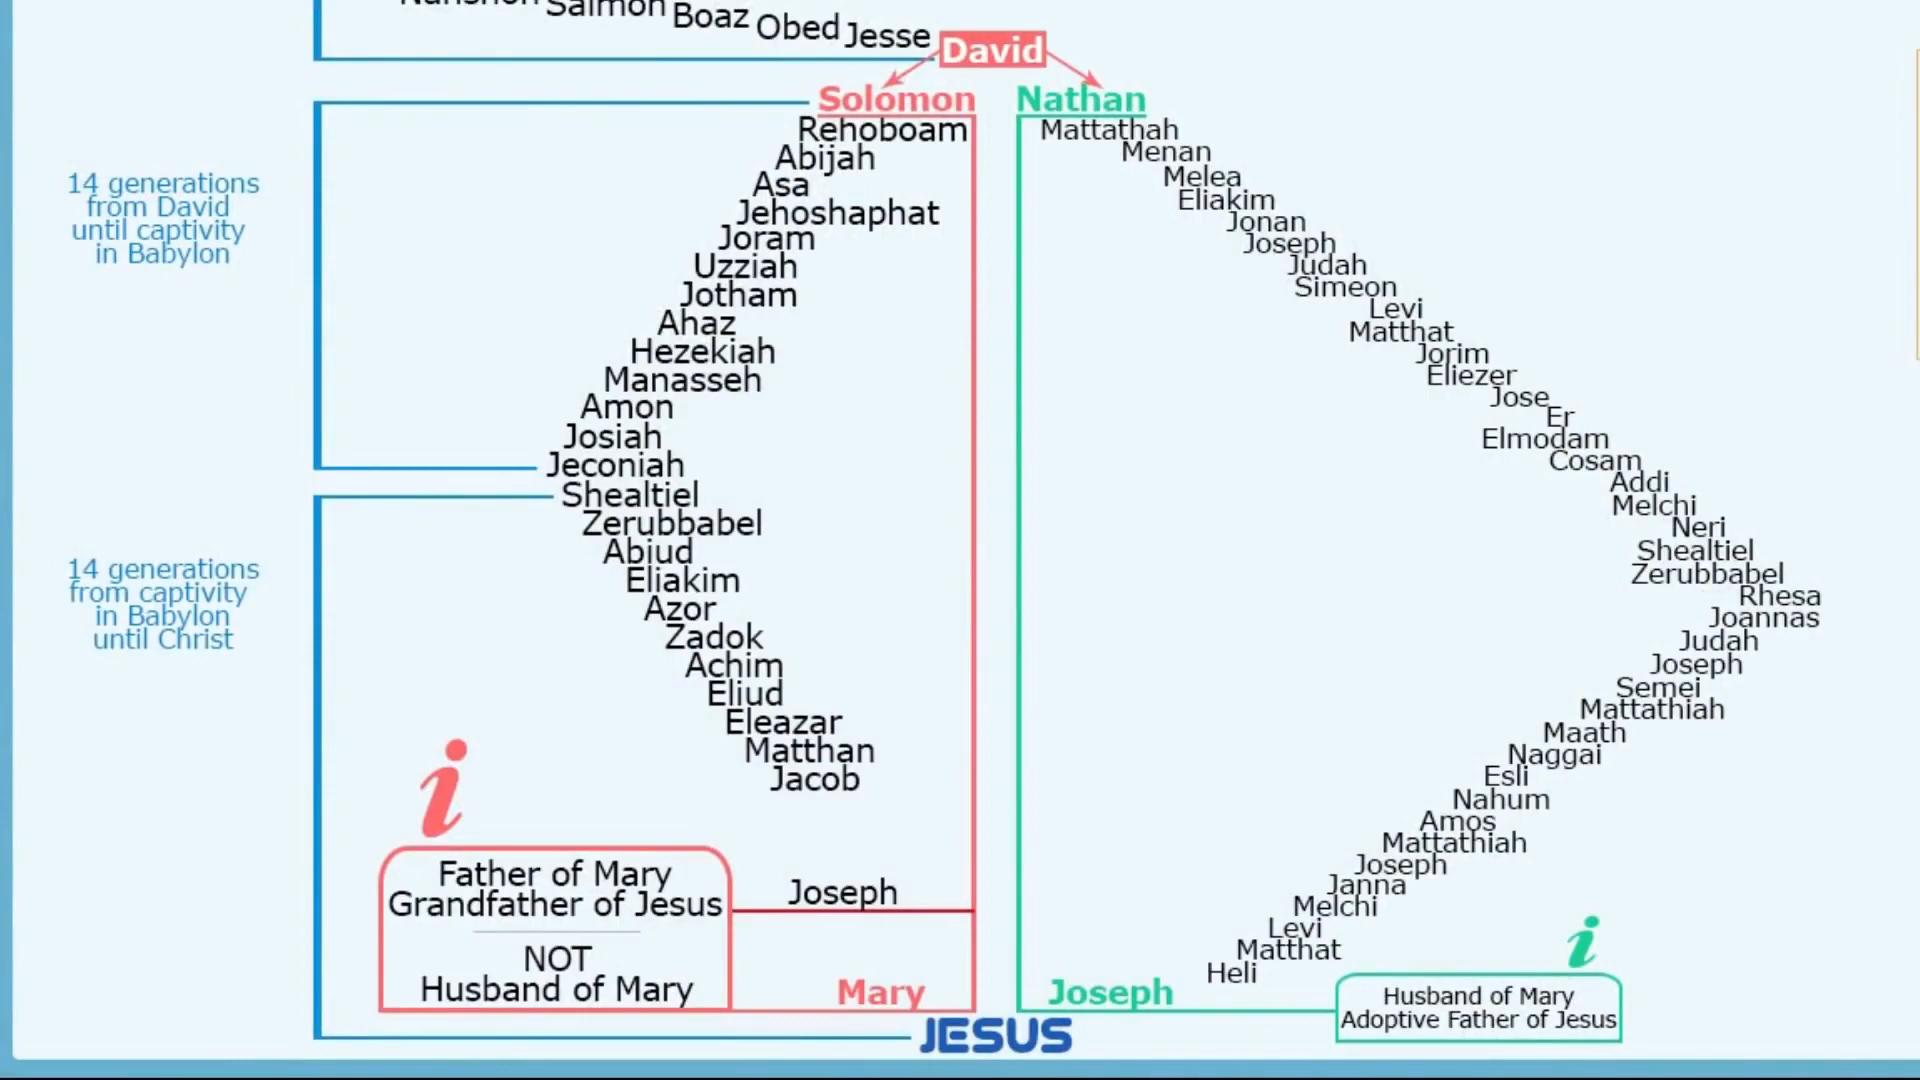 Nahshon
Salmon
Boaz
Obed
Jesse
David
Solomon
Rehoboam
Abijah
Asa
Jehoshaphat
Joram
Uzziah
Jotham
Ahaz
Hezekiah
Manasseh
Amon
Josiah
Jeconiah
14 generations
from David
until captivity
in Babylon
Shealtiel
Zerubbabel
Abiud
Eliakim
Azor
Zadok
Achim
Eliud
Eleazar
Matthan
Jacob
14 generations
from captivity
in Babylon
until Christ
i
Father of Mary
Grandfather of Jesus
NOT
Husband of Mary
Joseph
Mary
Nathan
Mattathah
Menan
Melea
Eliakim
Jonan
Joseph
Judah
Simeon
Levi
Matthat
Jorim
Eliezer
Jose
Er
Elmodam
Cosam
Addi
Melchi
Neri
Shealtiel
Zerubbabel
Rhesa
Joannas
Judah
Joseph
Semei
Mattathiah
Maath
Naggai
Esli
Nahum
Amos
Mattathiah
Joseph
Janna
Melchi
Levi
Matthat
Heli
Joseph
i
Husband of Mary
Adoptive Father of Jesus
JESUS